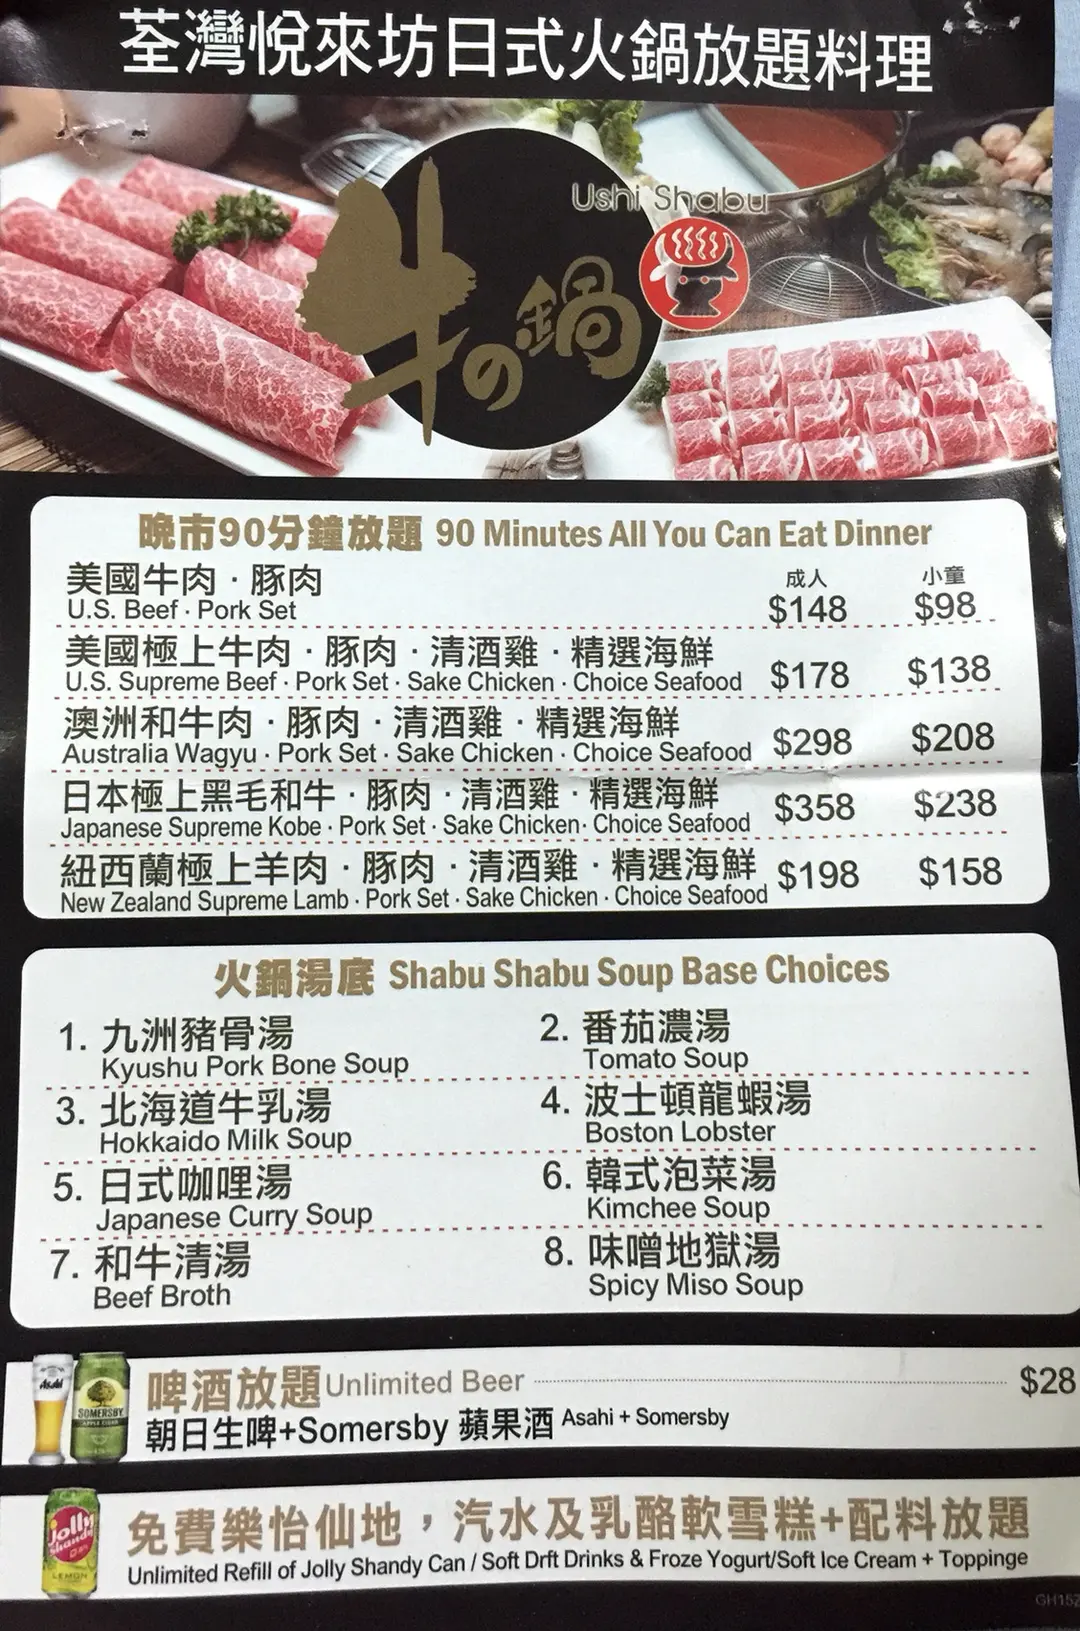 荃灣悅來坊日式火鍋放題料理
Ushi Shabu
牛の鍋
晚市90分鐘放題 90 Minutes All You Can Eat Dinner
成人 小童
美國牛肉 · 豚肉
U.S. Beef · Pork Set $148 $98
美國極上牛肉 · 豚肉 · 清酒雞 · 精選海鮮
U.S. Supreme Beef · Pork Set · Sake Chicken · Choice Seafood $178 $138
澳洲和牛肉 · 豚肉 · 清酒雞 · 精選海鮮
Australia Wagyu · Pork Set · Sake Chicken · Choice Seafood $298 $208
日本極上黑毛和牛 · 豚肉 · 清酒雞 · 精選海鮮
Japanese Supreme Kobe · Pork Set · Sake Chicken · Choice Seafood $358 $238
紐西蘭極上羊肉 · 豚肉 · 清酒雞 · 精選海鮮 $198 $158
New Zealand Supreme Lamb · Pork Set · Sake Chicken · Choice Seafood
火鍋湯底 Shabu Shabu Soup Base Choices
1. 九洲豬骨湯
Kyushu Pork Bone Soup
2. 番茄濃湯
Tomato Soup
3. 北海道牛乳湯
Hokkaido Milk Soup
4. 波士頓龍蝦湯
Boston Lobster
5. 日式咖哩湯
Japanese Curry Soup
6. 韓式泡菜湯
Kimchee Soup
7. 和牛清湯
Beef Broth
8. 味噌地獄湯
Spicy Miso Soup
Asahi
SOMERSBY
APPLE CIDER
啤酒放題 Unlimited Beer $28
朝日生啤+Somersby 蘋果酒 Asahi + Somersby
Jolly
Shandy
LEMON
免費樂怡仙地，汽水及乳酪軟雪糕+配料放題
Unlimited Refill of Jolly Shandy Can / Soft Drft Drinks & Froze Yogurt/Soft Ice Cream + Toppinge